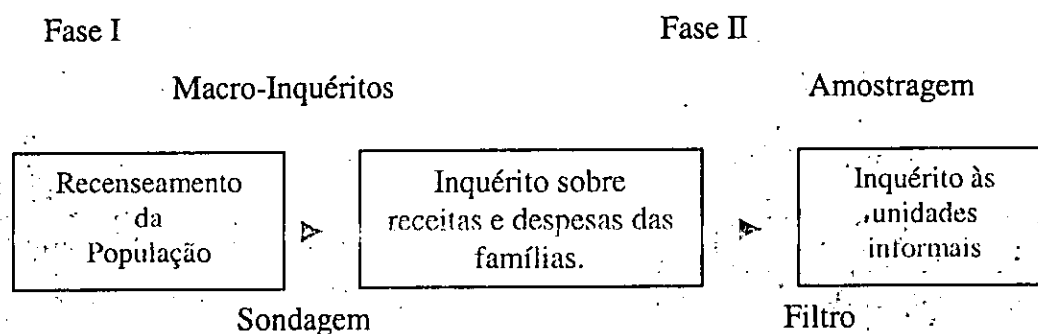 Fase I
Fase II
Macro-Inquéritos
Amostragem
Recenseamento
da
População
Inquérito sobre
receitas e despesas das
famílias.
Inquérito às
unidades
informais
Sondagem
Filtro